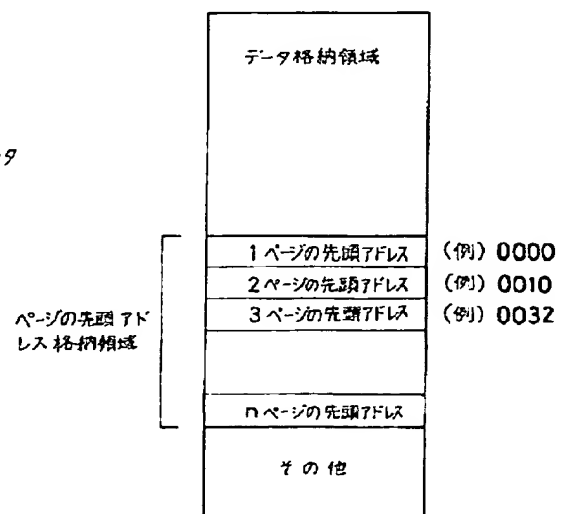 データ格納領域
タ
1ページの先頭アドレス (例) 0000
2ページの先頭アドレス (例) 0010
3ページの先頭アドレス (例) 0032
ページの先頭アド
レス格納領域
nページの先頭アドレス
その他